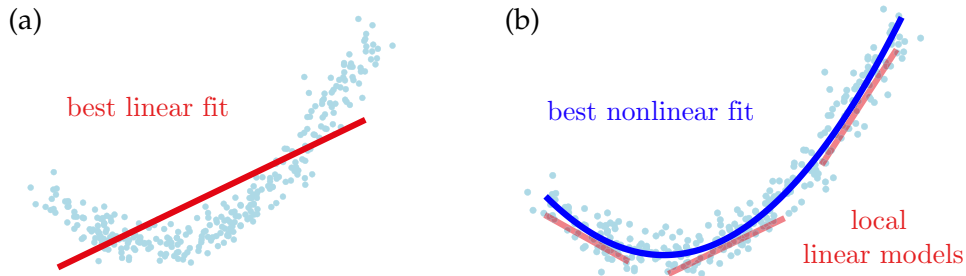 (a)
best linear fit
(b)
best nonlinear fit
local
linear models